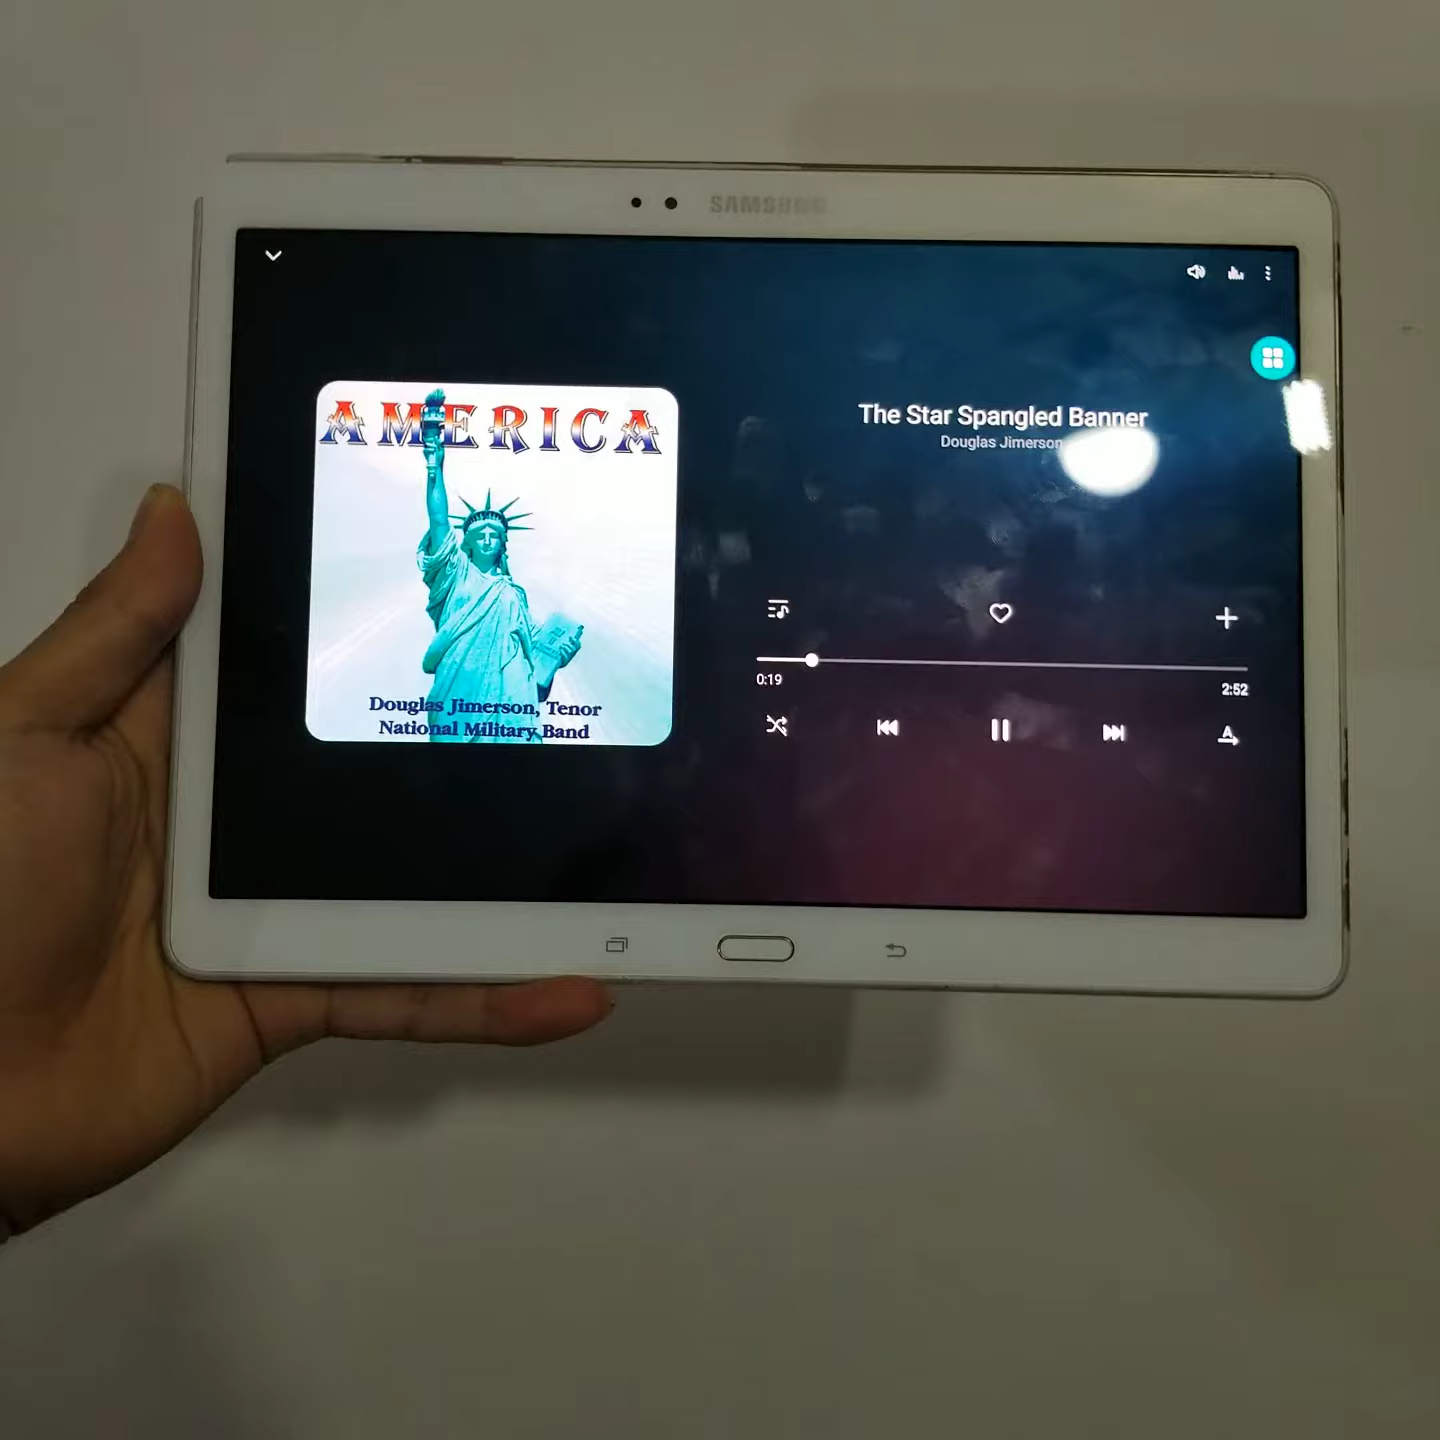 SAMSUNG
AMERICA
Douglas Jimerson, Tenor
National Military Band
The Star Spangled Banner
Douglas Jimerson
0:19
2:52
A